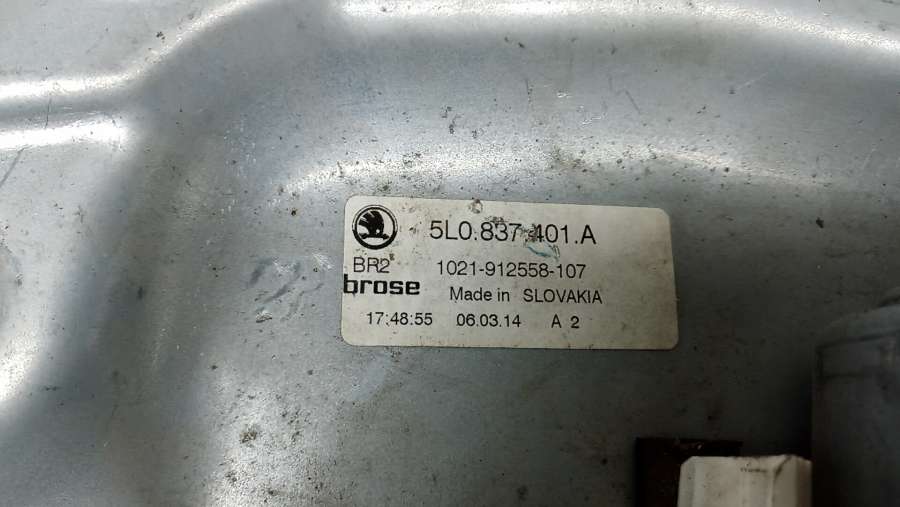 5L0.837.401.A
BR2 1021-912558-107
brose Made in SLOVAKIA
17:48:55 06.03.14 A 2